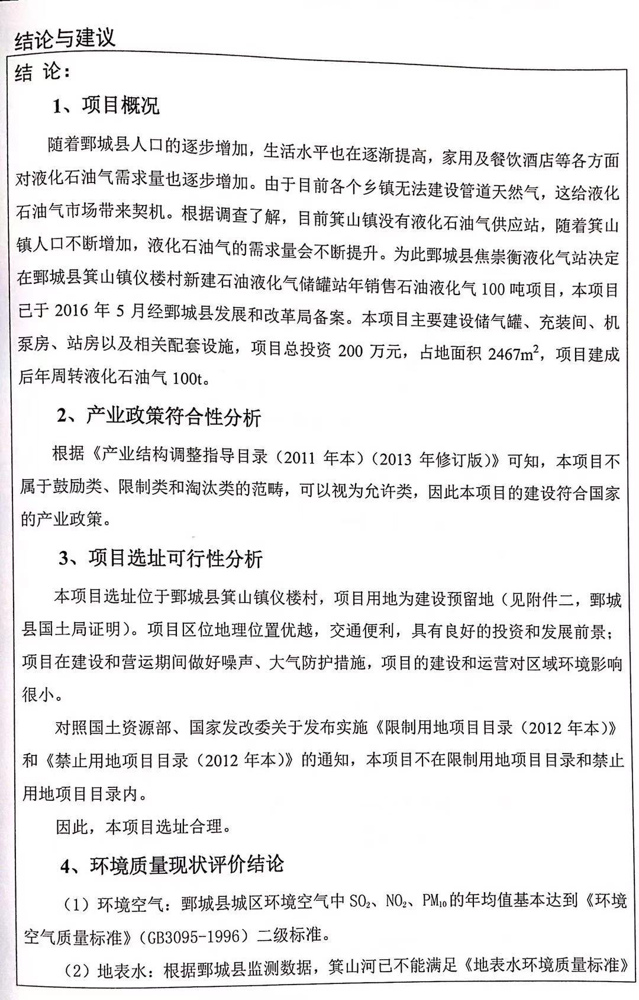 结论与建议
结 论：
1、项目概况
随着鄄城县人口的逐步增加，生活水平也在逐渐提高，家用及餐饮酒店等各方面
对液化石油气需求量也逐步增加。由于目前各个乡镇无法建设管道天然气，这给液化
石油气市场带来契机。根据调查了解，目前箕山镇没有液化石油气供应站，随着箕山
镇人口不断增加，液化石油气的需求量会不断提升。为此鄄城县焦崇衡液化气站决定
在鄄城县箕山镇仪楼村新建石油液化气储罐站年销售石油液化气 100 吨项目，本项目
已于 2016 年 5 月经鄄城县发展和改革局备案。本项目主要建设储气罐、充装间、机
泵房、站房以及相关配套设施，项目总投资 200 万元，占地面积 2467m²，项目建成
后年周转液化石油气 100t。
2、产业政策符合性分析
根据《产业结构调整指导目录（2011 年本）（2013 年修订版）》可知，本项目不
属于鼓励类、限制类和淘汰类的范畴，可以视为允许类，因此本项目的建设符合国家
的产业政策。
3、项目选址可行性分析
本项目选址位于鄄城县箕山镇仪楼村，项目用地为建设预留地（见附件二，鄄城
县国土局证明）。项目区位地理位置优越，交通便利，具有良好的投资和发展前景；
项目在建设和营运期间做好噪声、大气防护措施，项目的建设和运营对区域环境影响
很小。
对照国土资源部、国家发改委关于发布实施《限制用地项目目录（2012 年本）》
和《禁止用地项目目录（2012 年本）》的通知，本项目不在限制用地项目目录和禁止
用地项目目录内。
因此，本项目选址合理。
4、环境质量现状评价结论
（1）环境空气：鄄城县城区环境空气中 SO₂、NO₂、PM₁₀的年均值基本达到《环境
空气质量标准》（GB3095-1996）二级标准。
（2）地表水：根据鄄城县监测数据，箕山河已不能满足《地表水环境质量标准》